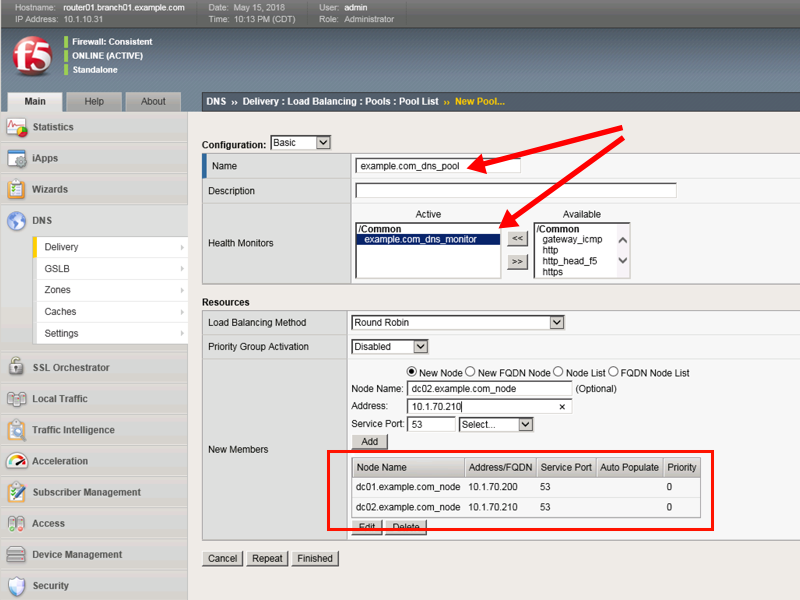 Hostname: router01.branch01.example.com Date: May 15, 2018 User: admin
IP Address: 10.1.10.31 Time: 10:13 PM (CDT) Role: Administrator
f5
Firewall: Consistent
ONLINE (ACTIVE)
Standalone
Main Help About
DNS ›› Delivery : Load Balancing : Pools : Pool List ›› New Pool...
Statistics
iApps
Wizards
DNS
Delivery
GSLB
Zones
Caches
Settings
SSL Orchestrator
Local Traffic
Traffic Intelligence
Acceleration
Subscriber Management
Access
Device Management
Security
Configuration: Basic
Name example.com_dns_pool
Description
Health Monitors
Active Available
/Common /Common
example.com_dns_monitor << gateway_icmp
http
>> http_head_f5
https
Resources
Load Balancing Method Round Robin
Priority Group Activation Disabled
New Members
New Node New FQDN Node Node List FQDN Node List
Node Name: dc02.example.com_node (Optional)
Address: 10.1.70.210 ×
Service Port: 53 Select...
Add
Node Name Address/FQDN Service Port Auto Populate Priority
dc01.example.com_node 10.1.70.200 53 0
dc02.example.com_node 10.1.70.210 53 0
Edit Delete
Cancel Repeat Finished